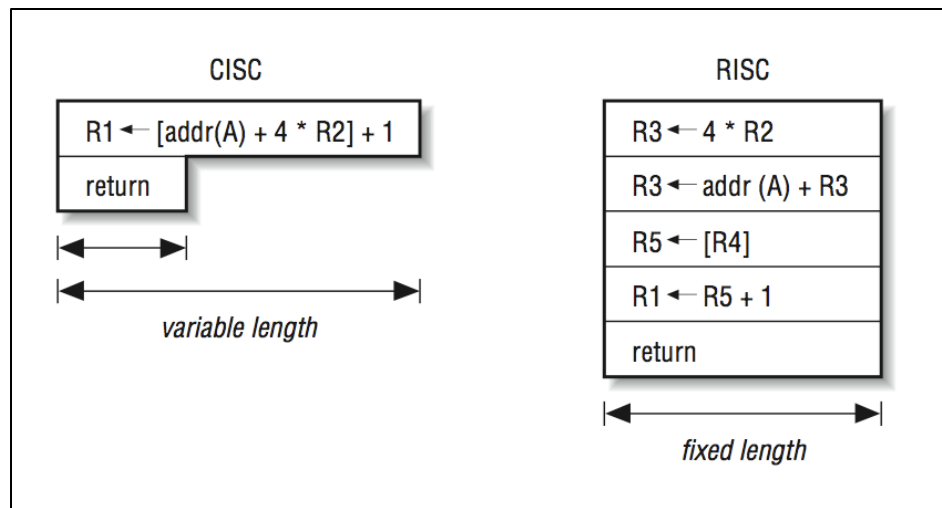 CISC
R1 ← [addr(A) + 4 * R2] + 1
return
variable length
RISC
R3 ← 4 * R2
R3 ← addr (A) + R3
R5 ← [R4]
R1 ← R5 + 1
return
fixed length